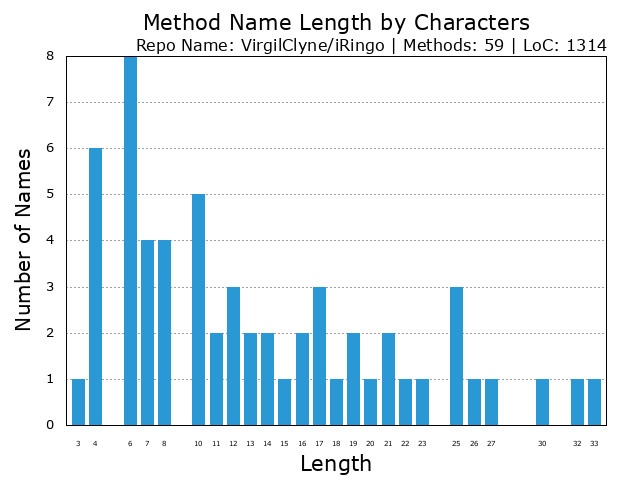 Method Name Length by Characters
Repo Name: VirgilClyne/iRingo | Methods: 59 | LoC: 1314
8
7
6
5
4
3
2
1
0
Number of Names
3 4 6 7 8 10 11 12 13 14 15 16 17 18 19 20 21 22 23 25 26 27 30 32 33
Length